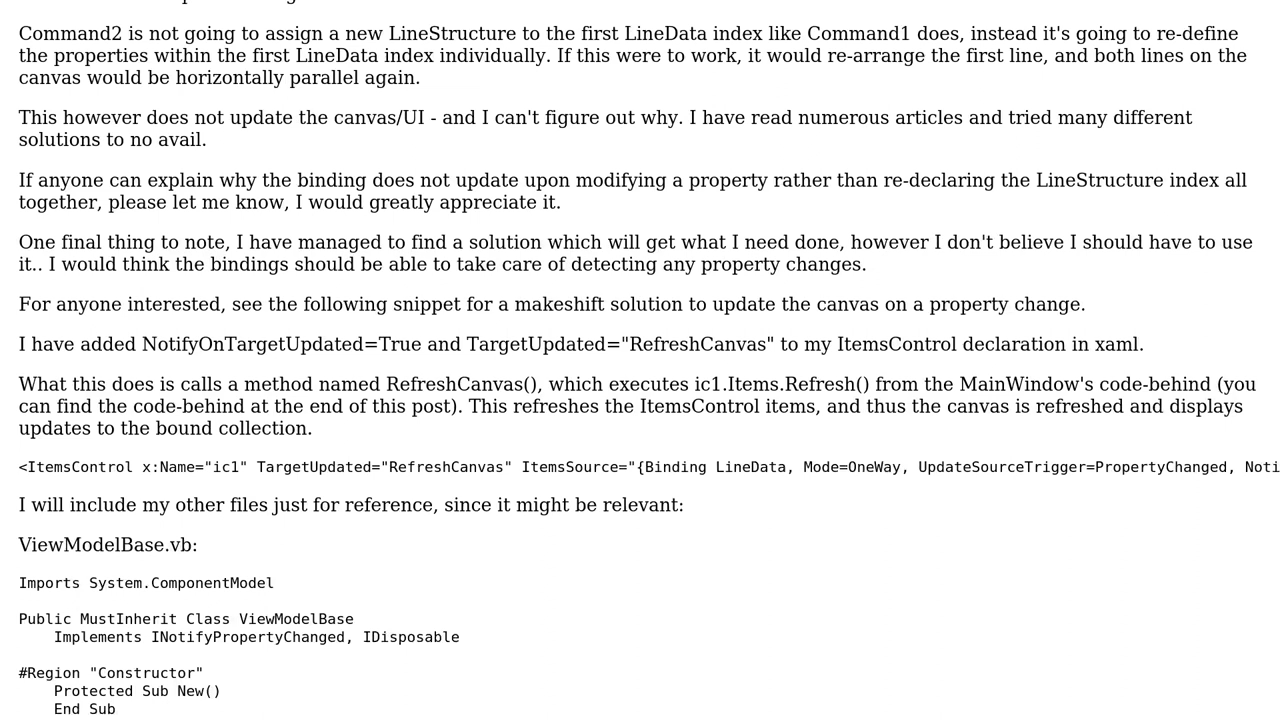 Command2 is not going to assign a new LineStructure to the first LineData index like Command1 does, instead it's going to re-define
the properties within the first LineData index individually. If this were to work, it would re-arrange the first line, and both lines on the
canvas would be horizontally parallel again.
This however does not update the canvas/UI - and I can't figure out why. I have read numerous articles and tried many different
solutions to no avail.
If anyone can explain why the binding does not update upon modifying a property rather than re-declaring the LineStructure index all
together, please let me know, I would greatly appreciate it.
One final thing to note, I have managed to find a solution which will get what I need done, however I don't believe I should have to use
it.. I would think the bindings should be able to take care of detecting any property changes.
For anyone interested, see the following snippet for a makeshift solution to update the canvas on a property change.
I have added NotifyOnTargetUpdated=True and TargetUpdated="RefreshCanvas" to my ItemsControl declaration in xaml.
What this does is calls a method named RefreshCanvas(), which executes ic1.Items.Refresh() from the MainWindow's code-behind (you
can find the code-behind at the end of this post). This refreshes the ItemsControl items, and thus the canvas is refreshed and displays
updates to the bound collection.
<ItemsControl x:Name="ic1" TargetUpdated="RefreshCanvas" ItemsSource="{Binding LineData, Mode=OneWay, UpdateSourceTrigger=PropertyChanged, Noti
I will include my other files just for reference, since it might be relevant:
ViewModelBase.vb:
Imports System.ComponentModel
Public MustInherit Class ViewModelBase
    Implements INotifyPropertyChanged, IDisposable
#Region "Constructor"
    Protected Sub New()
    End Sub